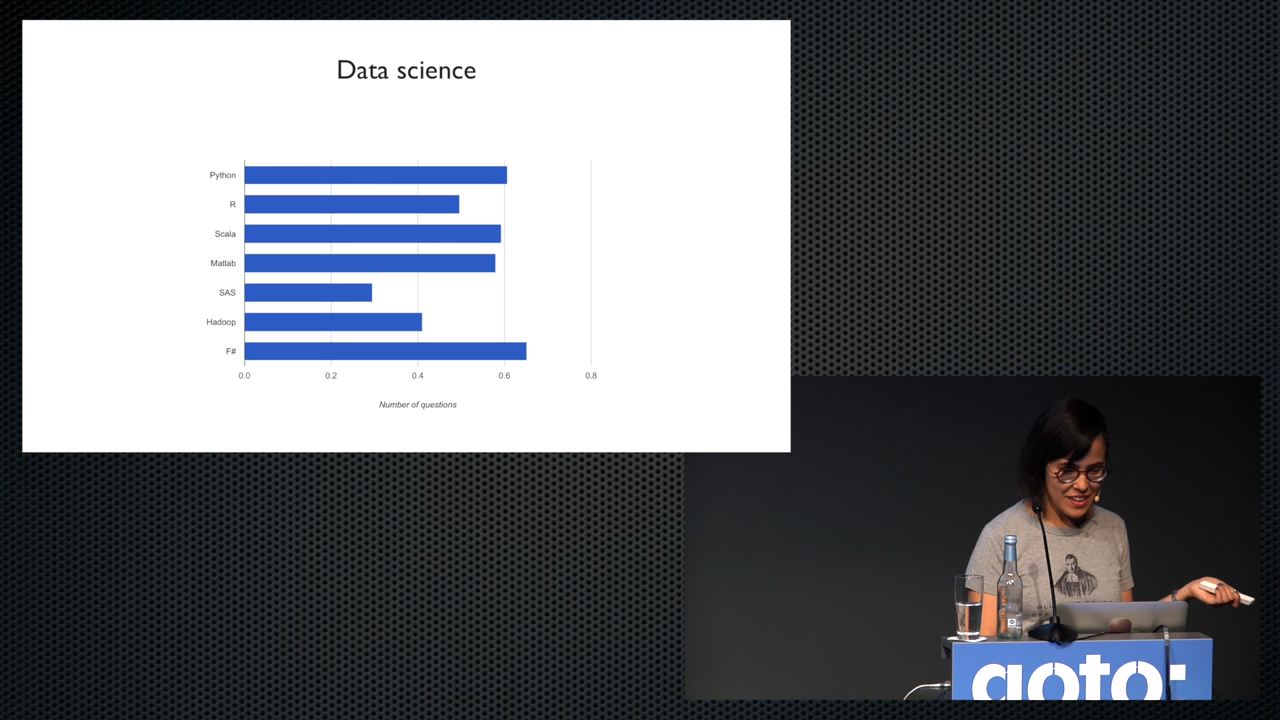 Data science
Python
R
Scala
Matlab
SAS
Hadoop
F#
0.0 0.2 0.4 0.6 0.8
Number of questions
goto;